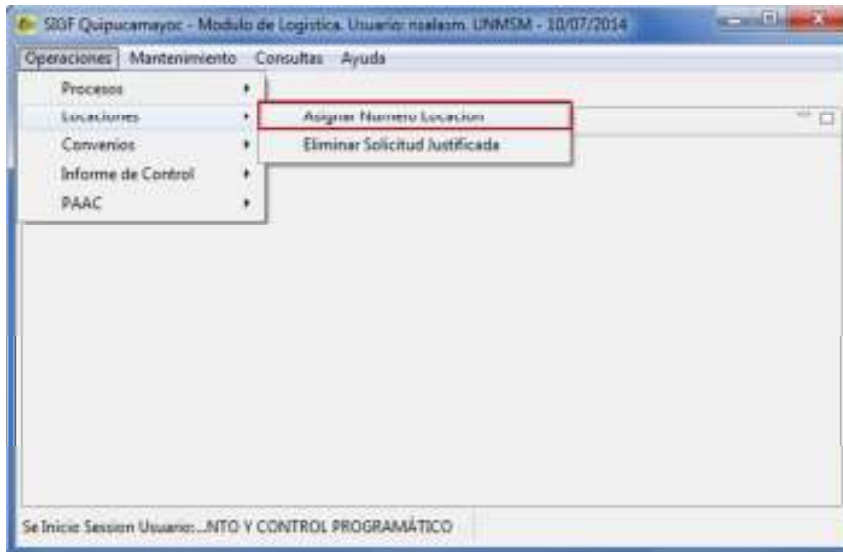 SIGF Quipucamayoc - Modulo de Logistica. Usuario: nsalasm. UNMSM - 10/07/2014
Operaciones Mantenimiento Consultas Ayuda
Procesos
Locaciones
Asignar Numero Locacion
Convenios
Eliminar Solicitud Justificada
Informe de Control
PAAC
Se Inicio Session Usuario:...NTO Y CONTROL PROGRAMÁTICO